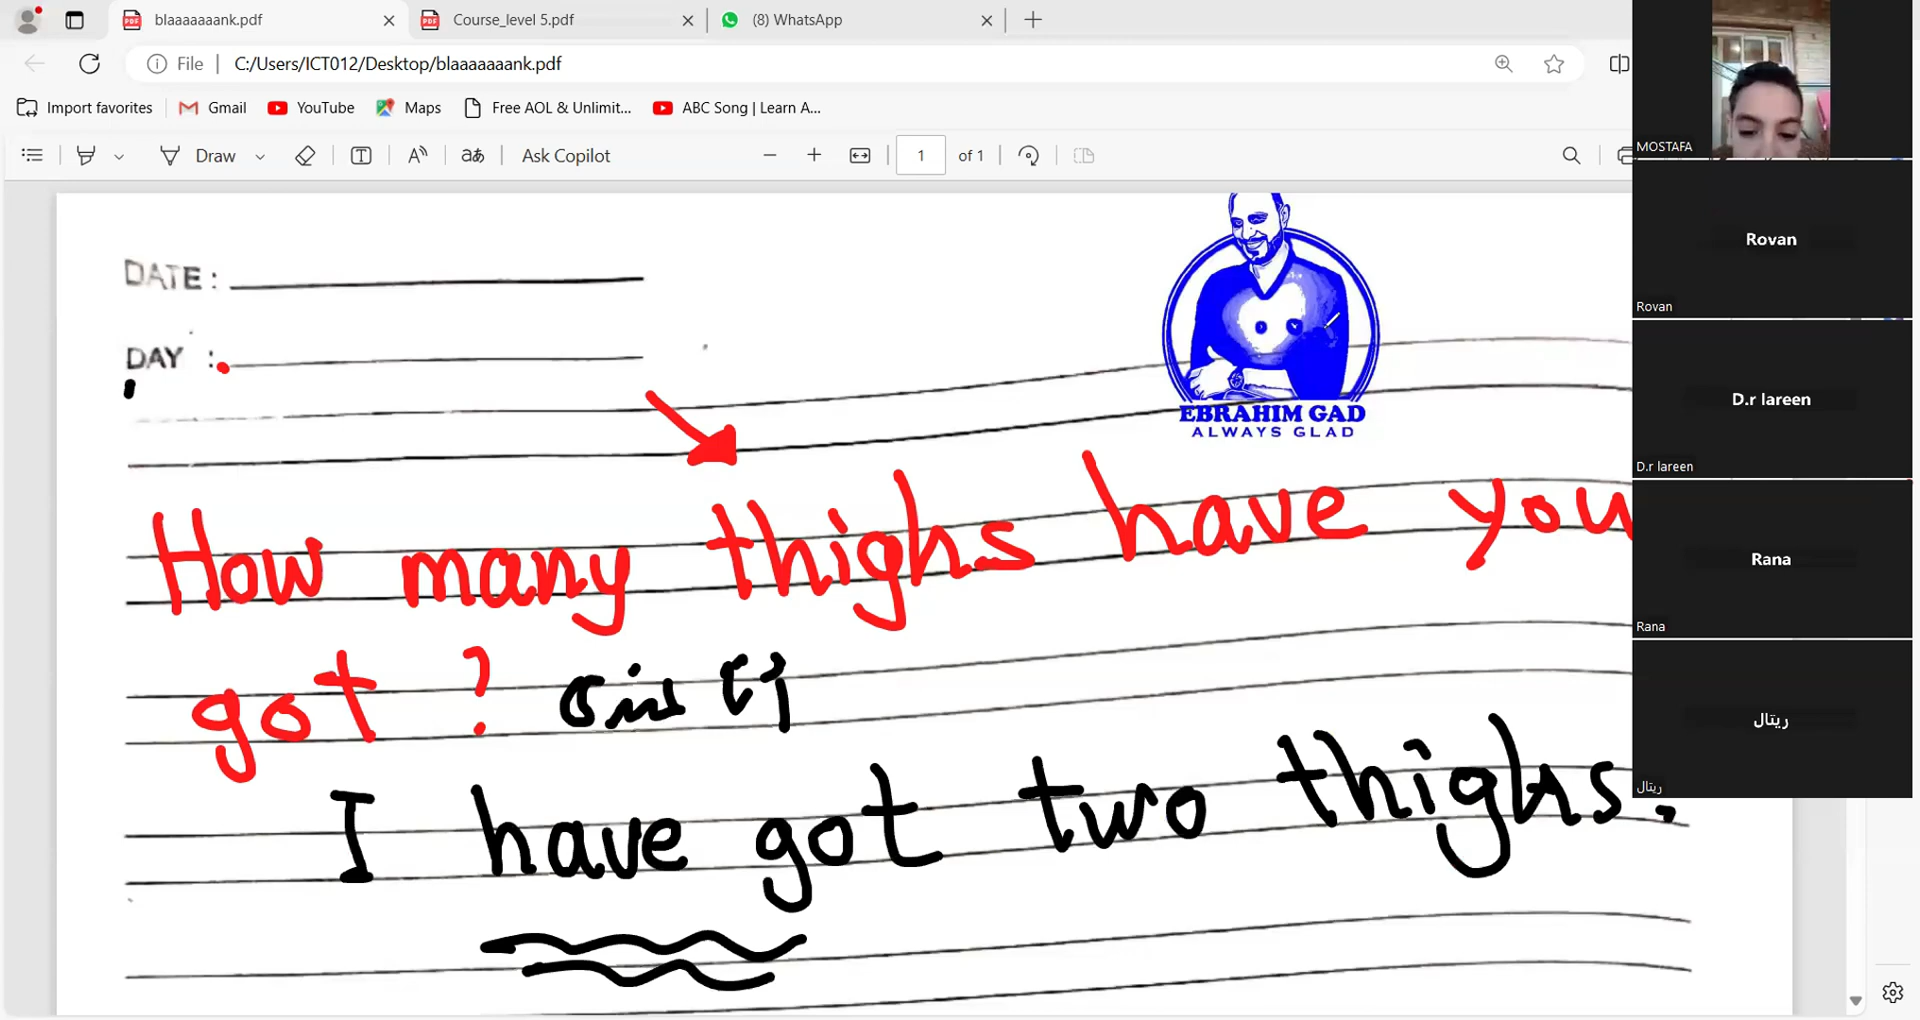 blaaaaaaank.pdf
Course_level 5.pdf
(8) WhatsApp
File
C:/Users/ICT012/Desktop/blaaaaaaank.pdf
Import favorites
Gmail
YouTube
Maps
Free AOL & Unlimit...
ABC Song | Learn A...
Draw
Ask Copilot
1
of 1
DATE :
DAY :
EBRAHIM GAD
ALWAYS GLAD
How many thighs have you
got ?
I have got two thighs.
MOSTAFA
Rovan
Rovan
D.r lareen
D.r lareen
Rana
Rana
ريتال
ريتال